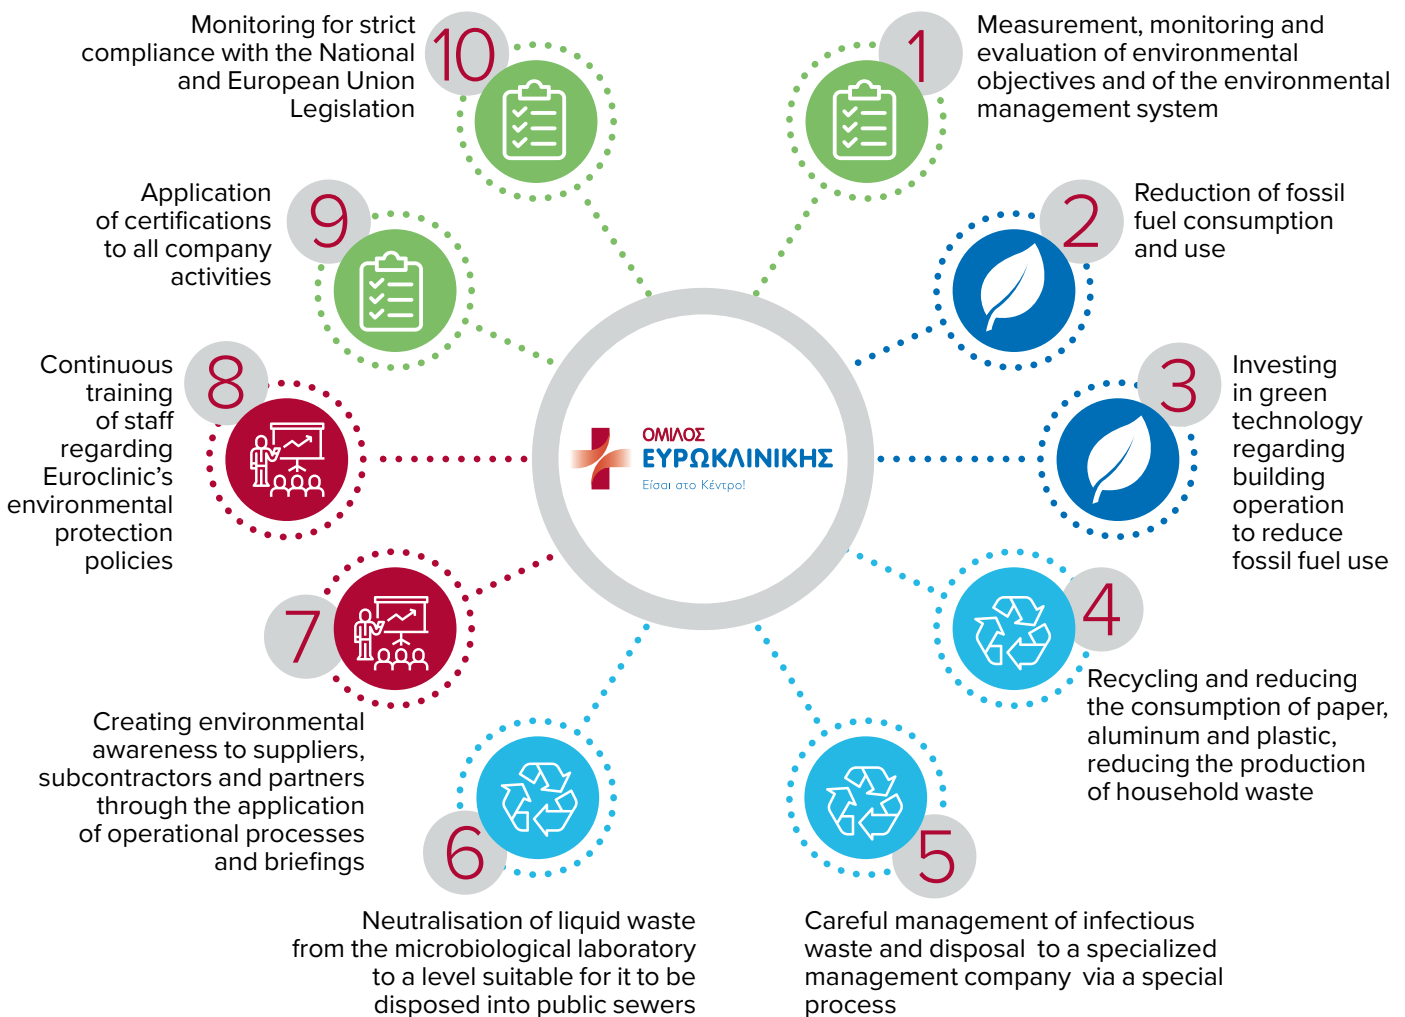 ΟΜΙΛΟΣ
ΕΥΡΩΚΛΙΝΙΚΗΣ
Είσαι στο Κέντρο!
1
Measurement, monitoring and
evaluation of environmental
objectives and of the environmental
management system
2
Reduction of fossil
fuel consumption
and use
3
Investing
in green
technology
regarding
building
operation
to reduce
fossil fuel use
4
Recycling and reducing
the consumption of paper,
aluminum and plastic,
reducing the production
of household waste
5
Careful management of infectious
waste and disposal to a specialized
management company via a special
process
6
Neutralisation of liquid waste
from the microbiological laboratory
to a level suitable for it to be
disposed into public sewers
7
Creating environmental
awareness to suppliers,
subcontractors and partners
through the application
of operational processes
and briefings
8
Continuous
training
of staff
regarding
Euroclinic’s
environmental
protection
policies
9
Application
of certifications
to all company
activities
10
Monitoring for strict
compliance with the National
and European Union
Legislation